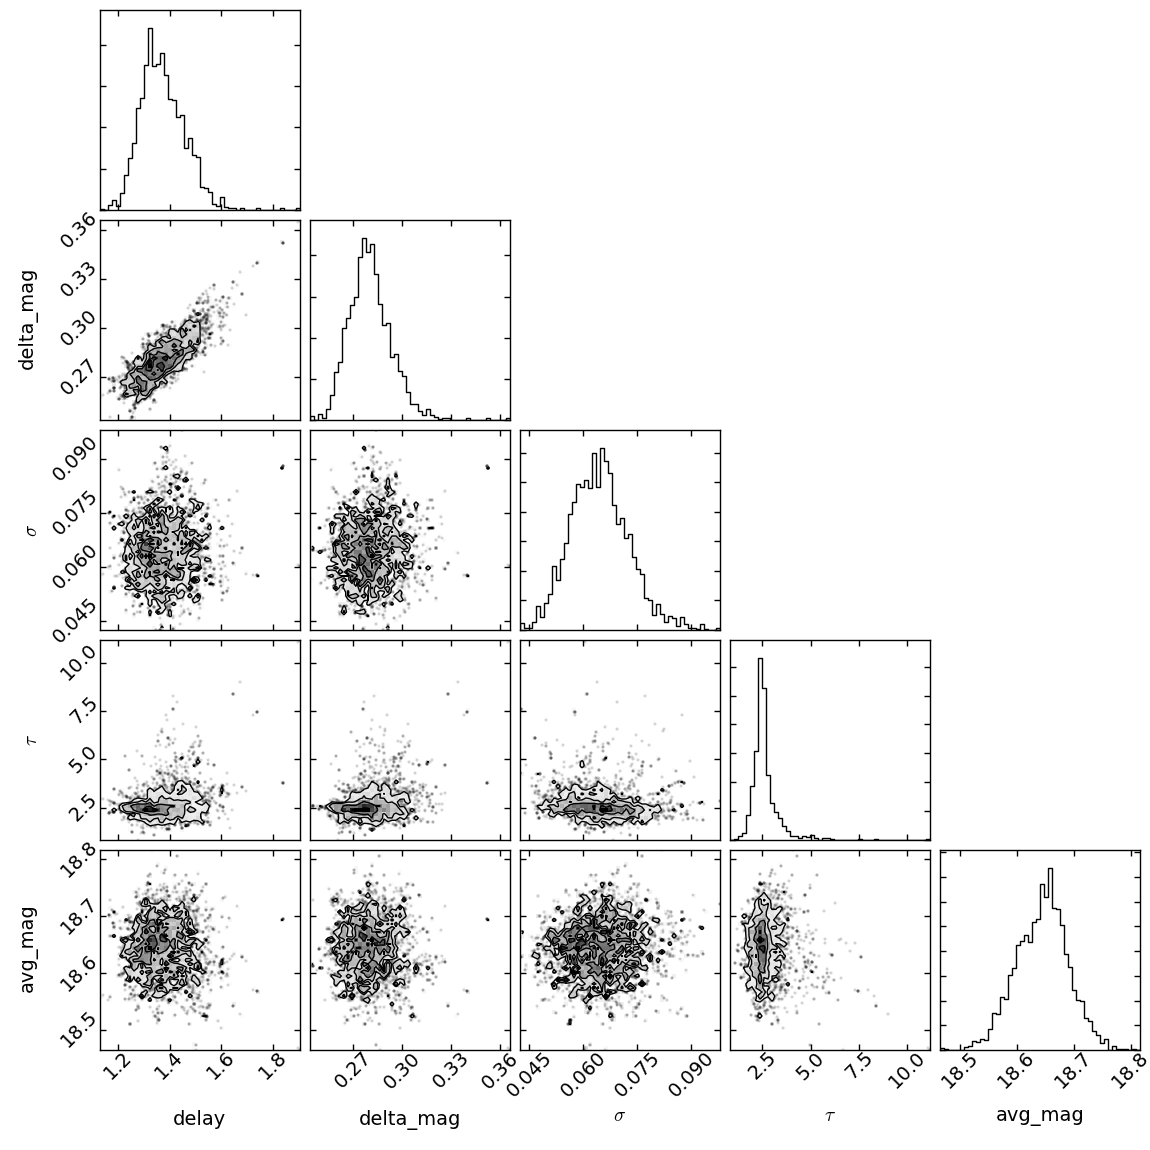 0.36
0.33
0.30
0.27
delta_mag
0.090
0.075
0.060
0.045
σ
10.0
7.5
5.0
2.5
τ
18.8
18.7
18.6
18.5
avg_mag
1.2 1.4 1.6 1.8
0.27 0.30 0.33 0.36
0.045 0.060 0.075 0.090
2.5 5.0 7.5 10.0
18.5 18.6 18.7 18.8
delay delta_mag σ τ avg_mag